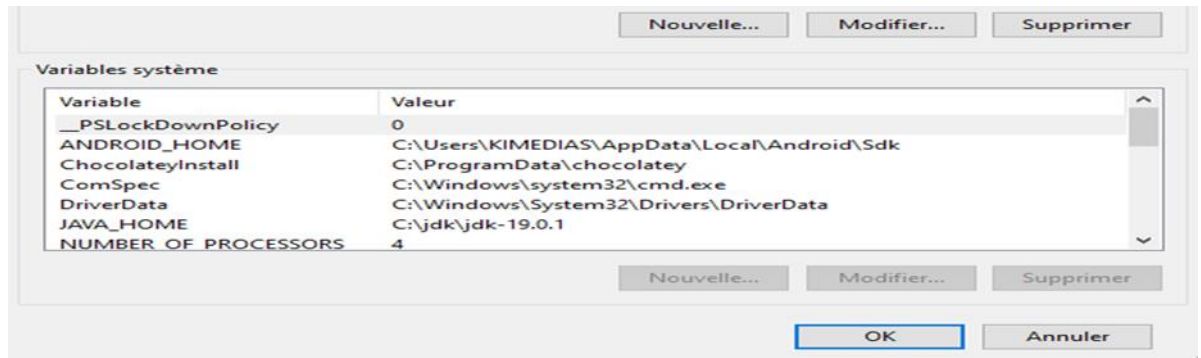 Nouvelle... Modifier... Supprimer
Variables système
Variable Valeur
__PSLockDownPolicy 0
ANDROID_HOME C:\Users\KIMEDIAS\AppData\Local\Android\Sdk
ChocolateyInstall C:\ProgramData\chocolatey
ComSpec C:\Windows\system32\cmd.exe
DriverData C:\Windows\System32\Drivers\DriverData
JAVA_HOME C:\jdk\jdk-19.0.1
NUMBER_OF_PROCESSORS 4
Nouvelle... Modifier... Supprimer
OK Annuler